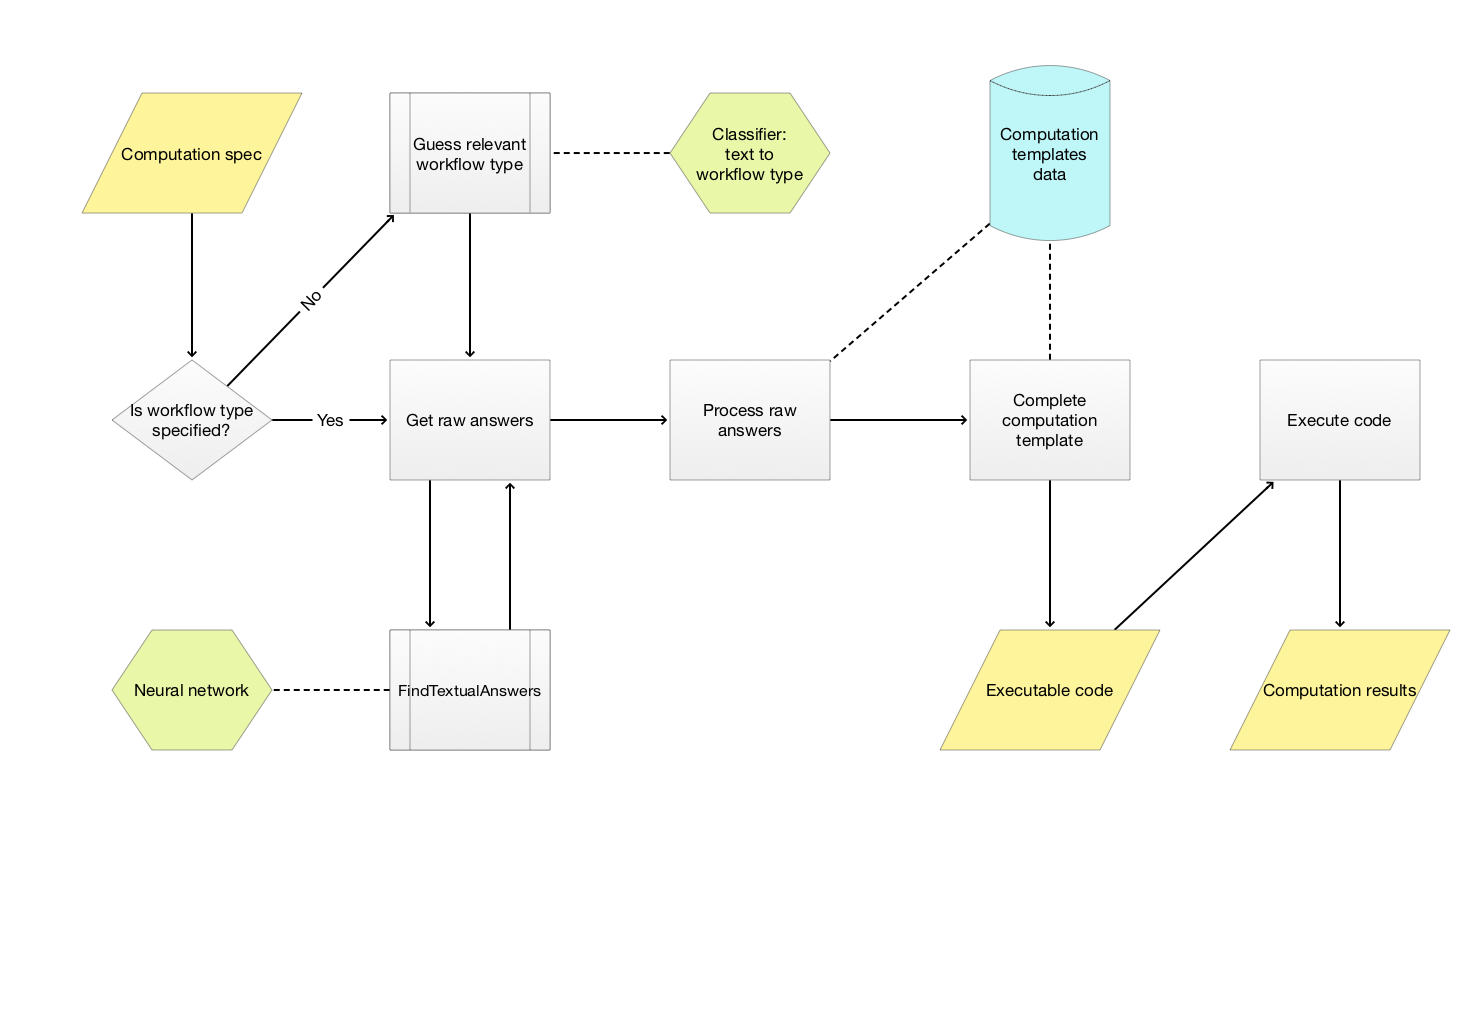 Computation spec
Guess relevant
workflow type
Classifier:
text to
workflow type
Computation
templates
data
No
Is workflow type
specified?
Yes
Get raw answers
Process raw
answers
Complete
computation
template
Execute code
Neural network
FindTextualAnswers
Executable code
Computation results